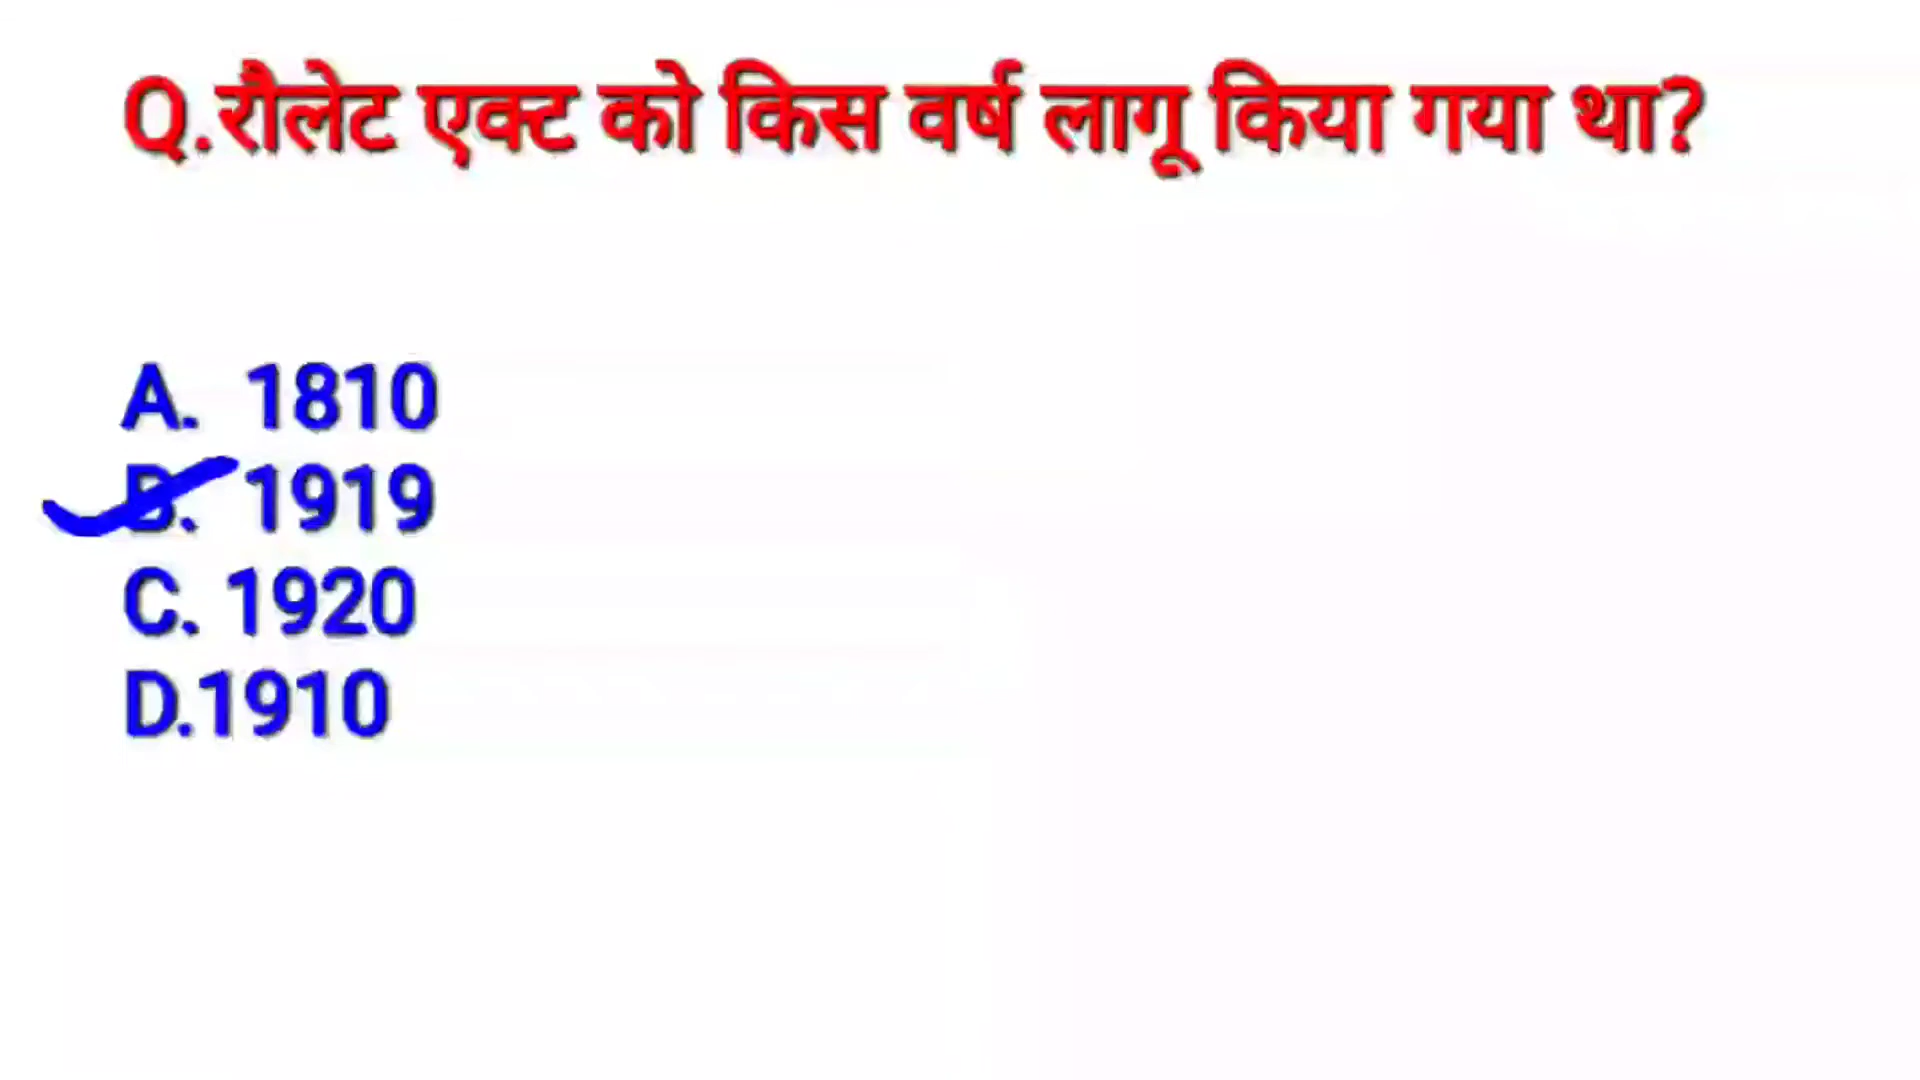 Q.रौलेट एक्ट को किस वर्ष लागू किया गया था?
A. 1810
B. 1919
C. 1920
D.1910